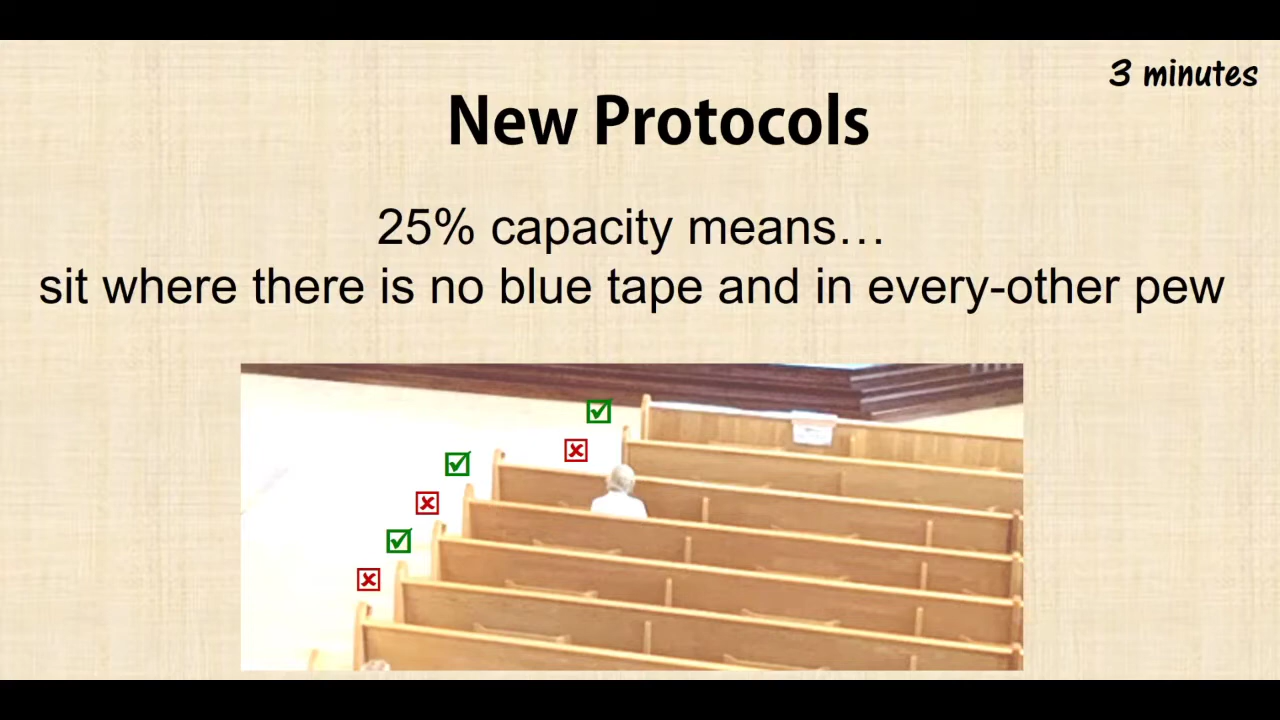 3 minutes
New Protocols
25% capacity means…
sit where there is no blue tape and in every-other pew